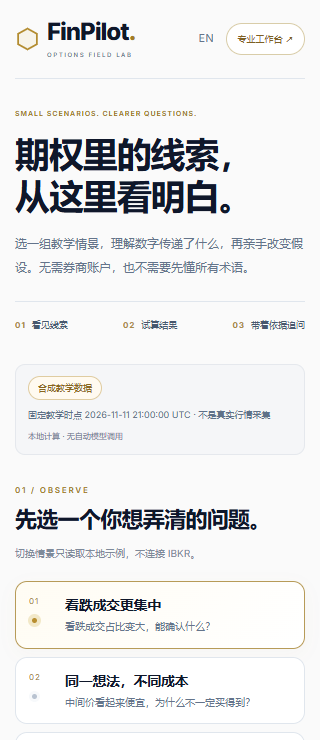 FinPilot.
OPTIONS FIELD LAB
EN
专业工作台 ↗
SMALL SCENARIOS. CLEARER QUESTIONS.
期权里的线索，
从这里看明白。
选一组教学情景，理解数字传递了什么，再亲手改变假
设。无需券商账户，也不需要先懂所有术语。
01 看见线索
02 试算结果
03 带着依据追问
合成教学数据
固定教学时点 2026-11-11 21:00:00 UTC · 不是真实行情采集
本地计算 · 无自动模型调用
01 / OBSERVE
先选一个你想弄清的问题。
切换情景只读取本地示例，不连接 IBKR。
01
看跌成交更集中
看跌成交占比变大，能确认什么？
02
同一想法，不同成本
中间价看起来便宜，为什么不一定买得到？